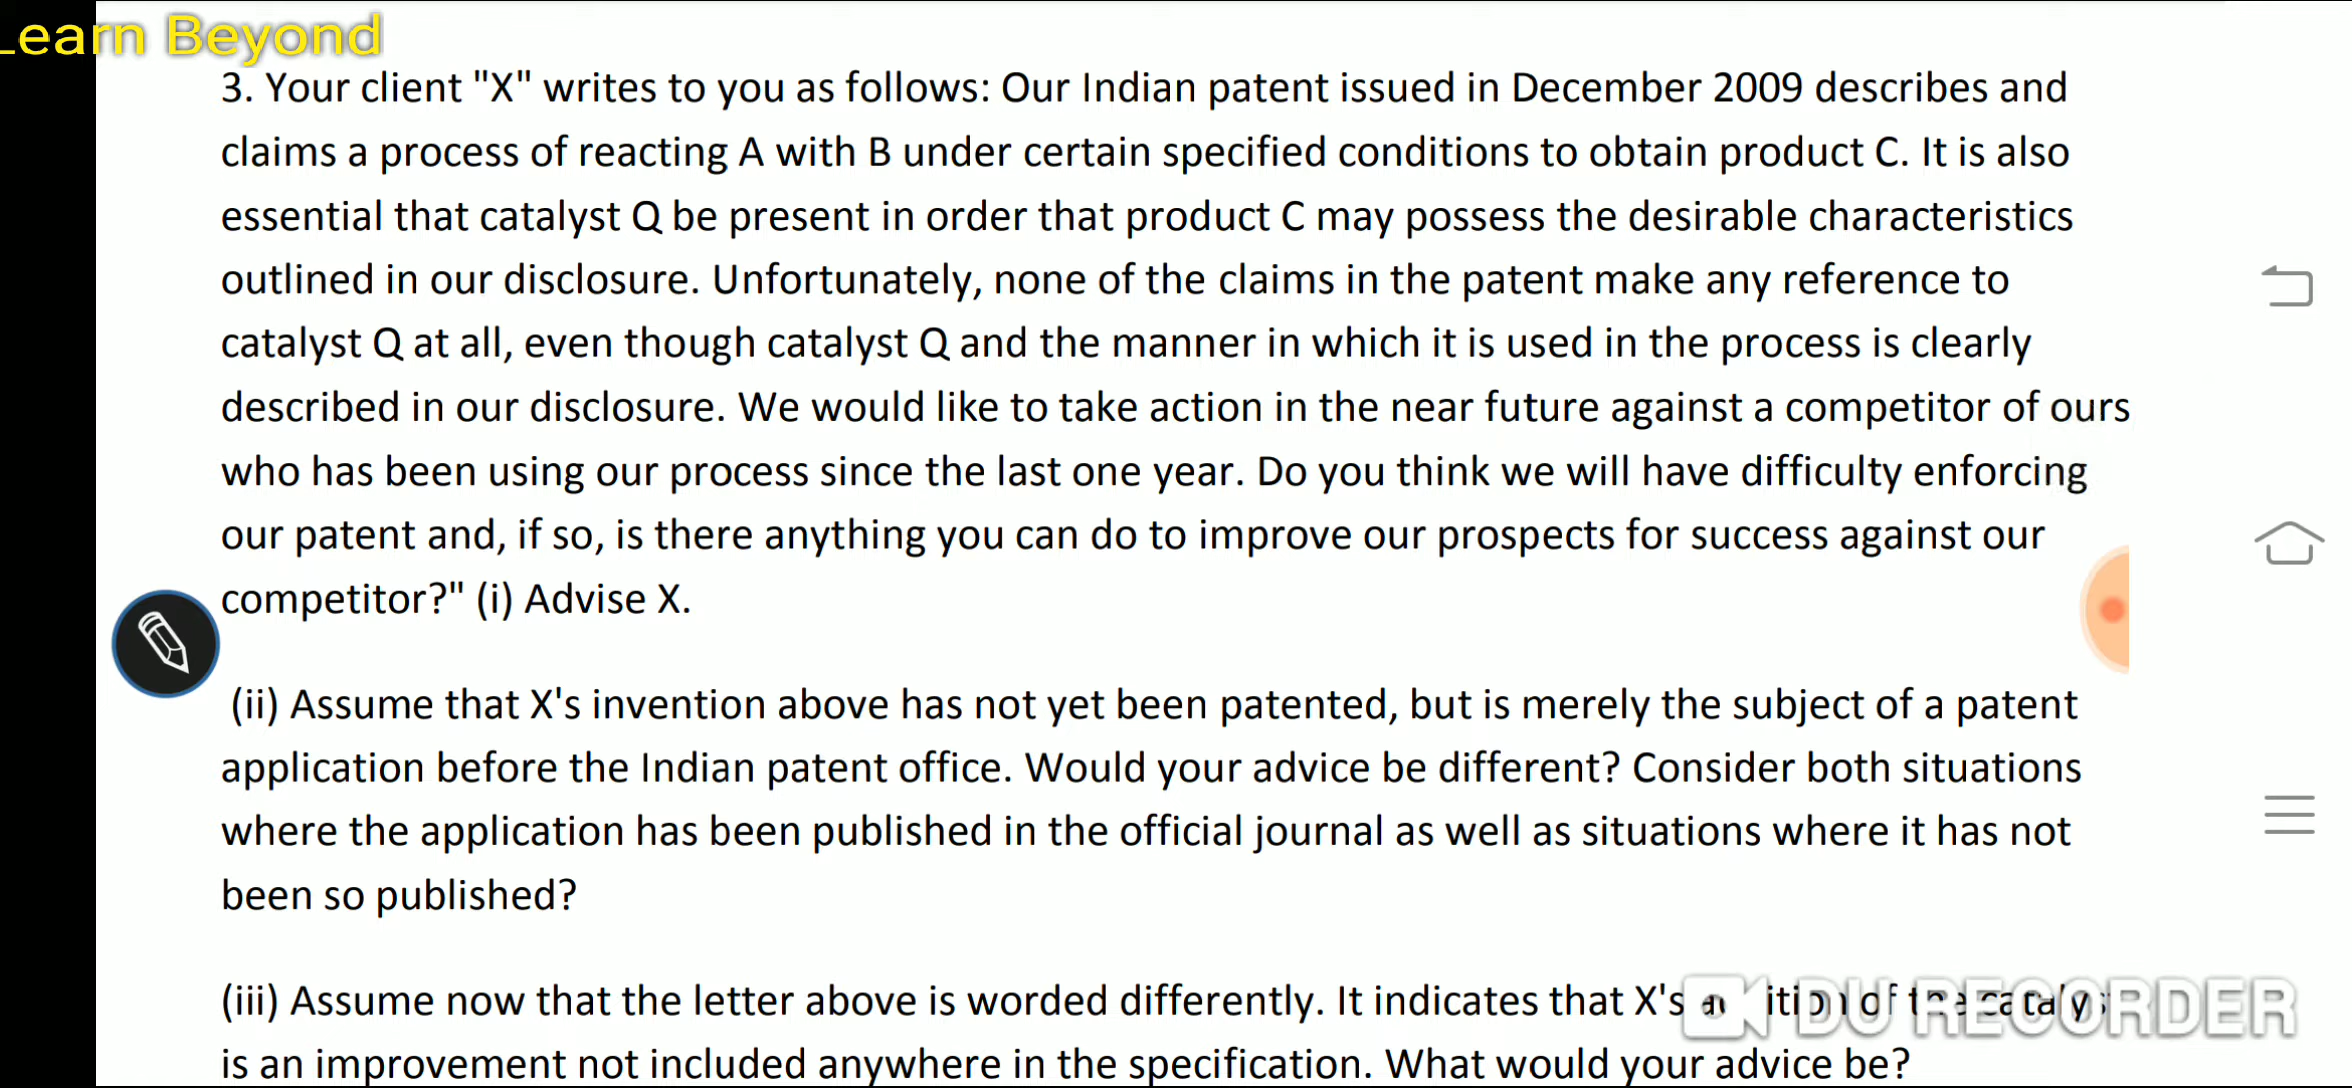 Learn Beyond
3. Your client "X" writes to you as follows: Our Indian patent issued in December 2009 describes and
claims a process of reacting A with B under certain specified conditions to obtain product C. It is also
essential that catalyst Q be present in order that product C may possess the desirable characteristics
outlined in our disclosure. Unfortunately, none of the claims in the patent make any reference to
catalyst Q at all, even though catalyst Q and the manner in which it is used in the process is clearly
described in our disclosure. We would like to take action in the near future against a competitor of ours
who has been using our process since the last one year. Do you think we will have difficulty enforcing
our patent and, if so, is there anything you can do to improve our prospects for success against our
competitor?" (i) Advise X.
(ii) Assume that X's invention above has not yet been patented, but is merely the subject of a patent
application before the Indian patent office. Would your advice be different? Consider both situations
where the application has been published in the official journal as well as situations where it has not
been so published?
(iii) Assume now that the letter above is worded differently. It indicates that X's of the
DU RECORDER
is an improvement not included anywhere in the specification. What would your advice be?